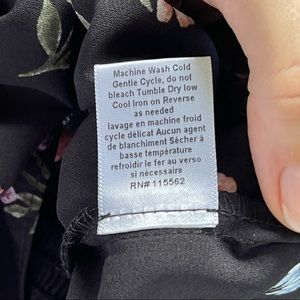 Machine Wash Cold
Gentle Cycle, do not
bleach Tumble Dry low
Cool Iron on Reverse
as needed
lavage en machine froid
cycle délicat Aucun agent
de blanchiment Sècher á
basse température
refroidir le fer au verso
si nécessaire
RN# 115562